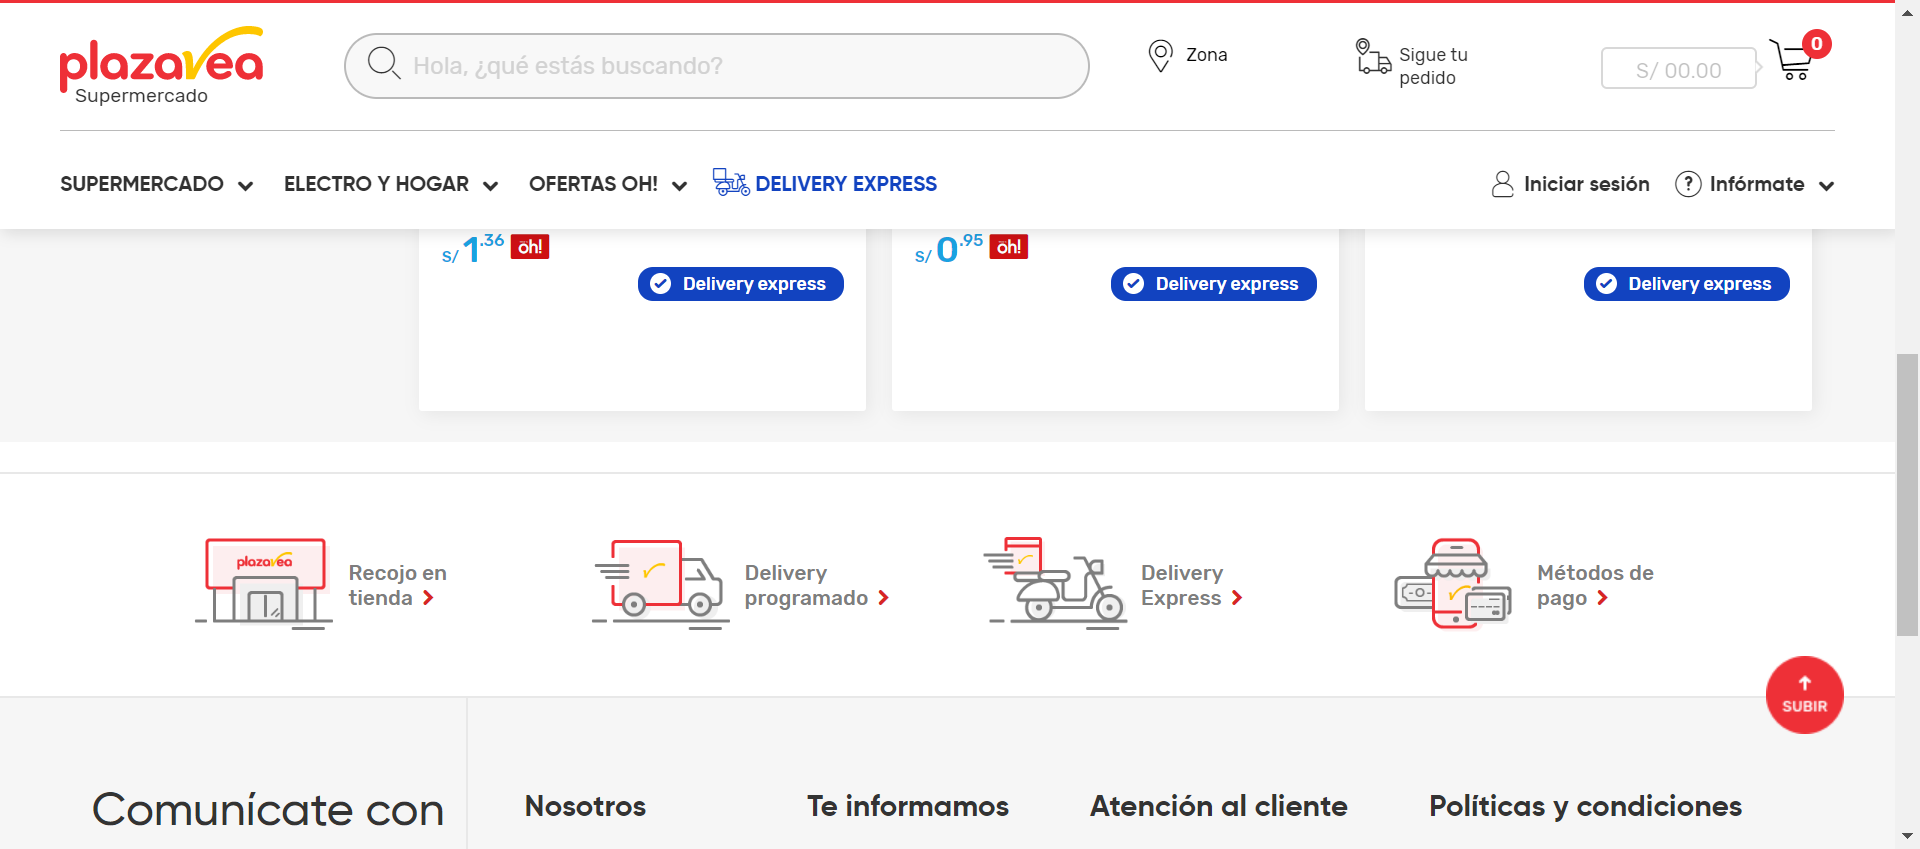 plazavea
Supermercado
Hola, ¿qué estás buscando?
Zona
Sigue tu
pedido
S/ 00.00
0
SUPERMERCADO
ELECTRO Y HOGAR
OFERTAS OH!
DELIVERY EXPRESS
Iniciar sesión
? Infórmate
S/ 1.36 oh!
S/ 0.95 oh!
Delivery express
Delivery express
Delivery express
plazavea
Recojo en
tienda
Delivery
programado
Delivery
Express
Métodos de
pago
SUBIR
Comunícate con
Nosotros
Te informamos
Atención al cliente
Políticas y condiciones